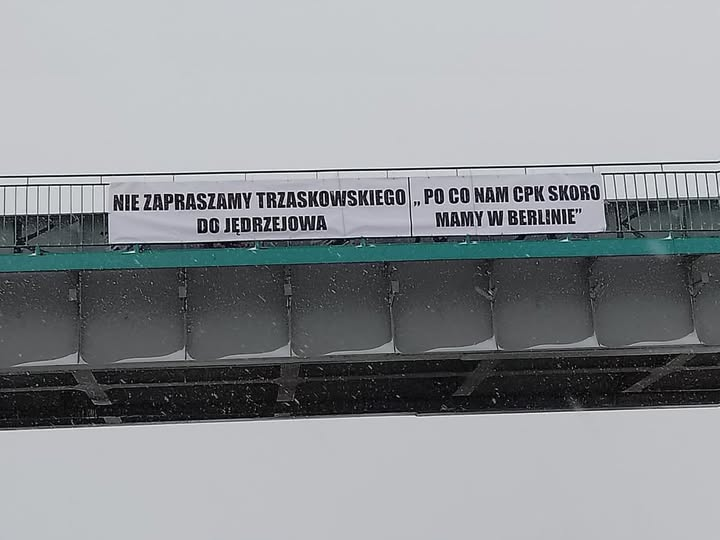 NIE ZAPRASZAMY TRZASKOWSKIEGO
DO JĘDRZEJOWA
„ PO CO NAM CPK SKORO
MAMY W BERLINIE”